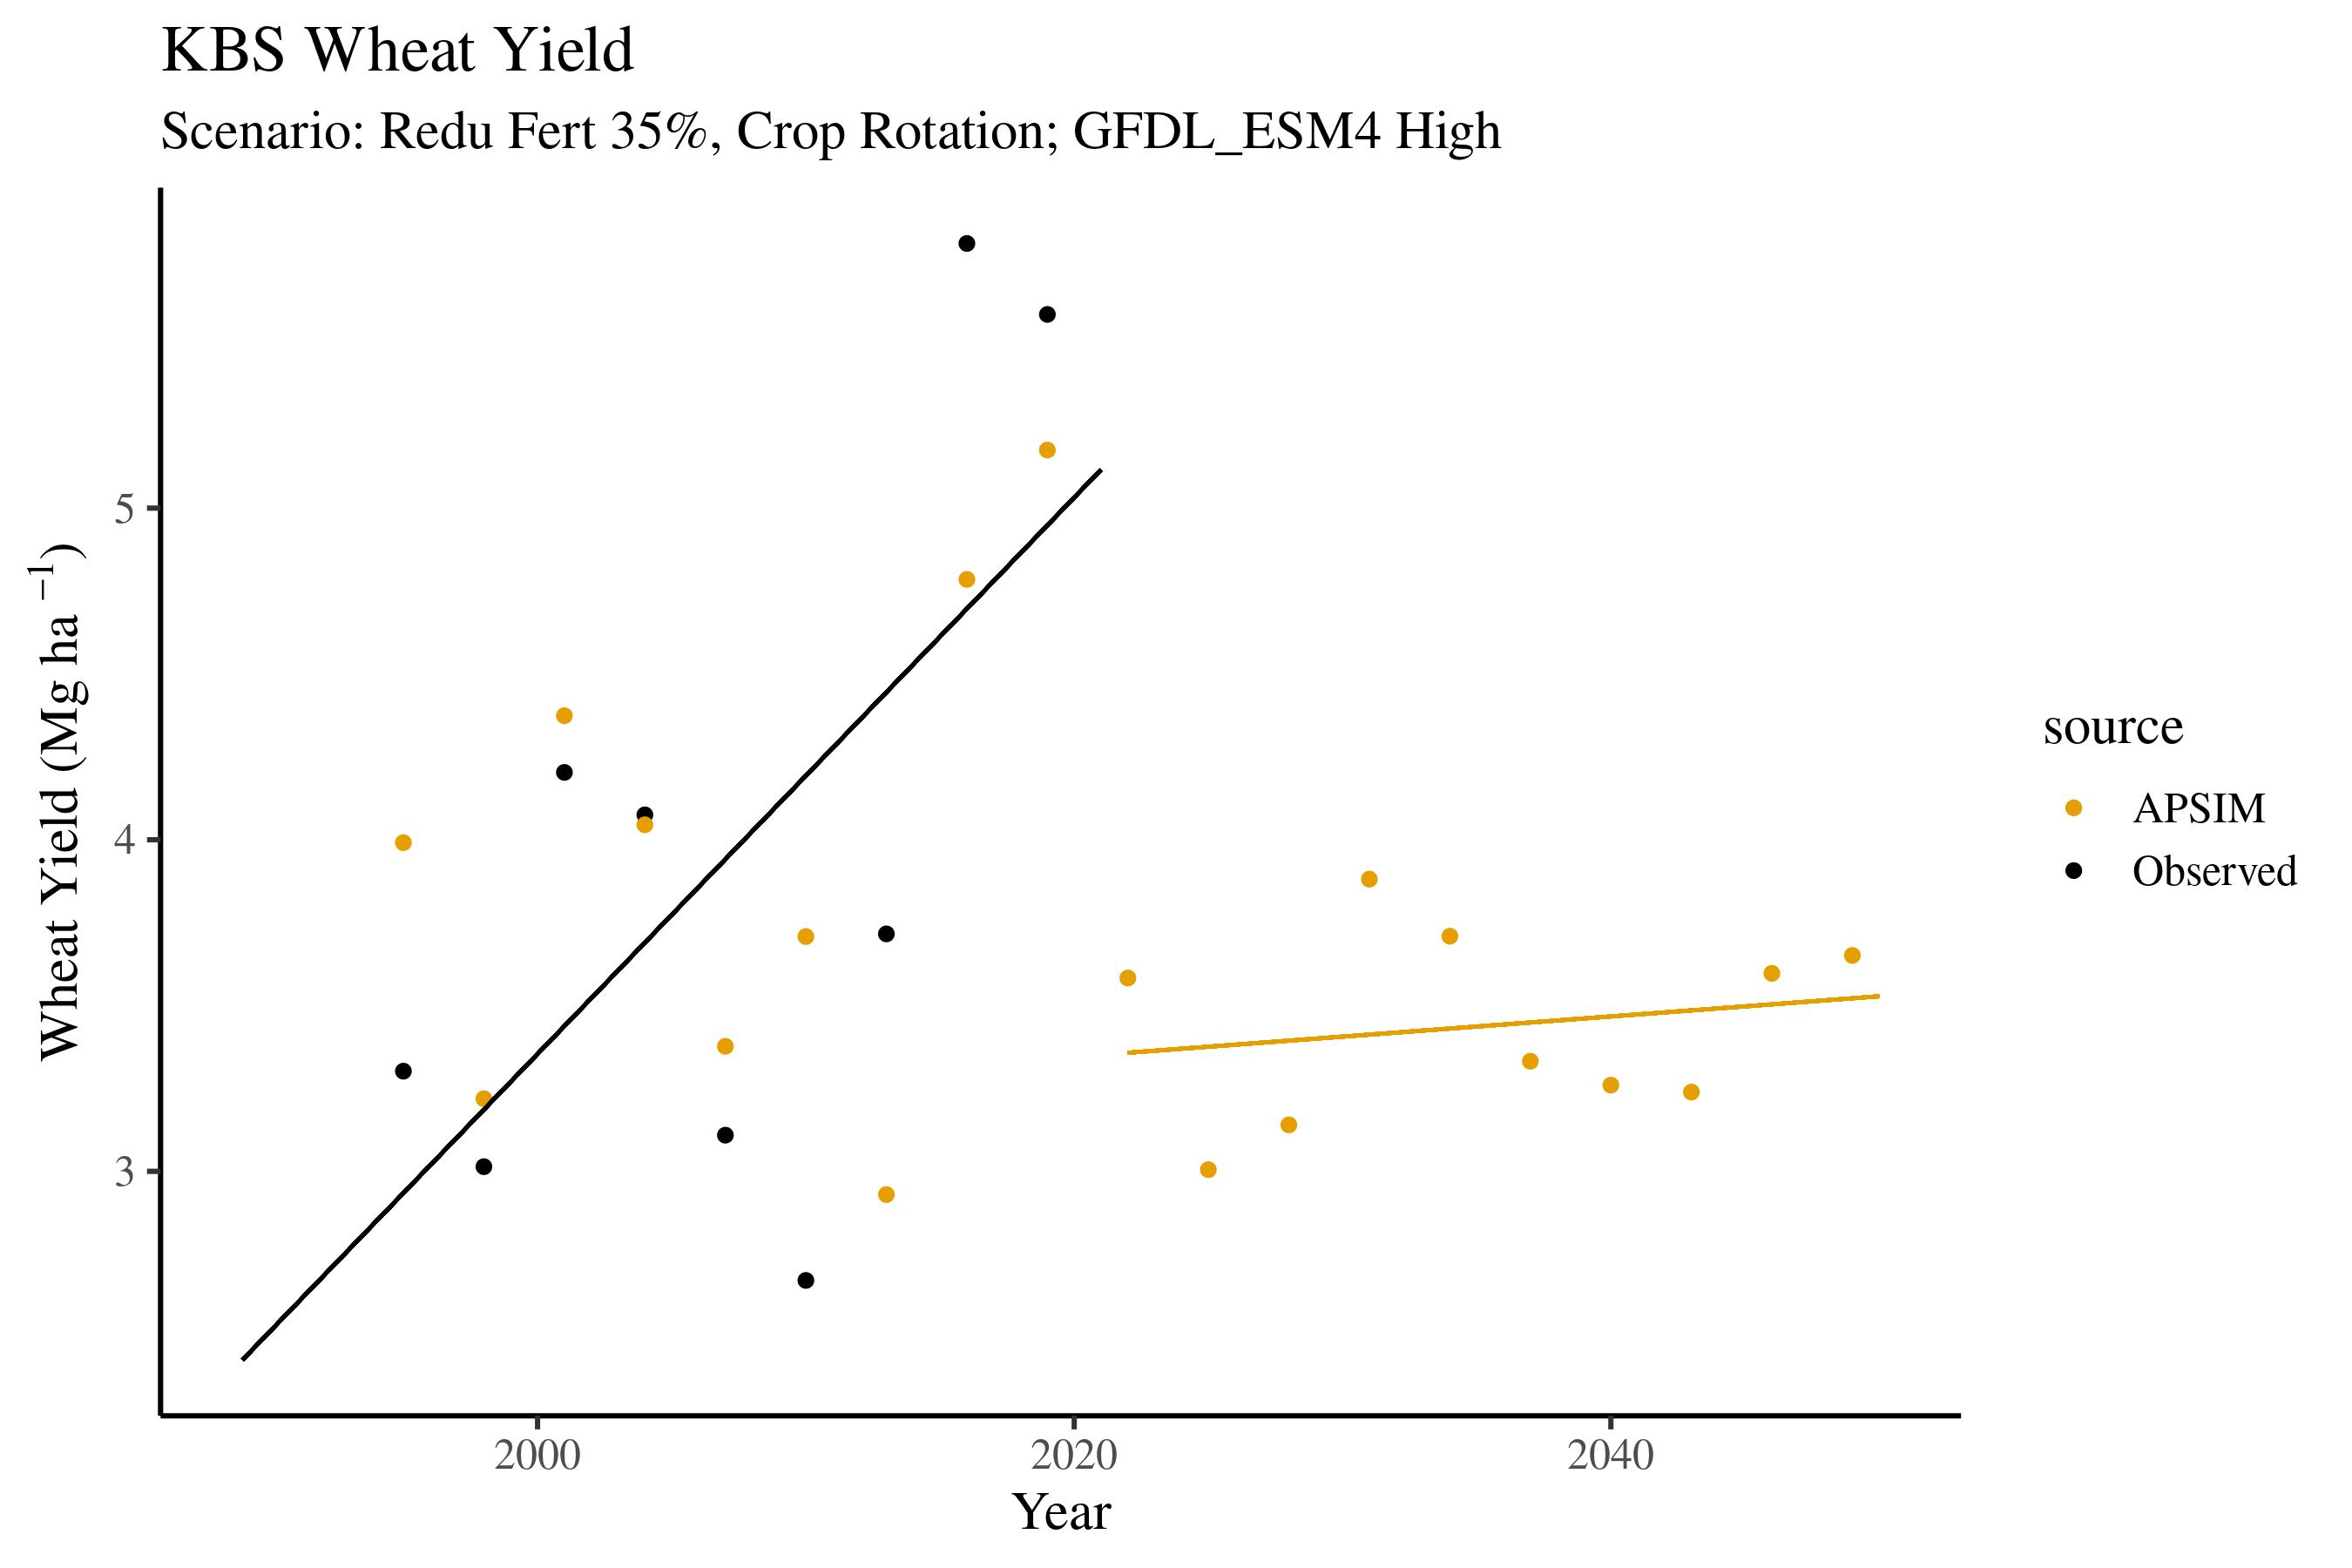 KBS Wheat Yield
Scenario: Redu Fert 35%, Crop Rotation; GFDL_ESM4 High
Wheat Yield (Mg ha⁻¹)
5
4
3
2000
2020
2040
Year
source
APSIM
Observed